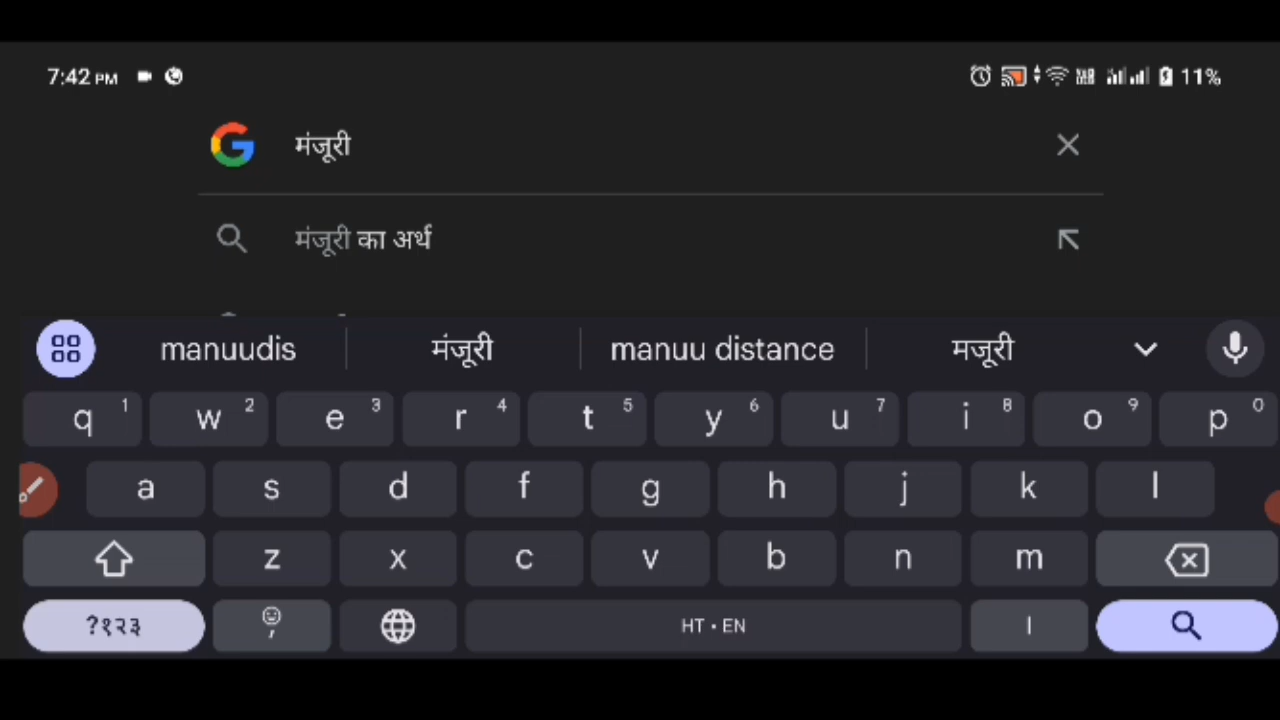 7:42 PM 11%
मंजूरी
मंजूरी का अर्थ
manuudis मंजूरी manuu distance मजूरी
q 1 w 2 e 3 r 4 t 5 y 6 u 7 i 8 o 9 p 0
a s d f g h j k l
z x c v b n m
?१२३ , HT • EN ।